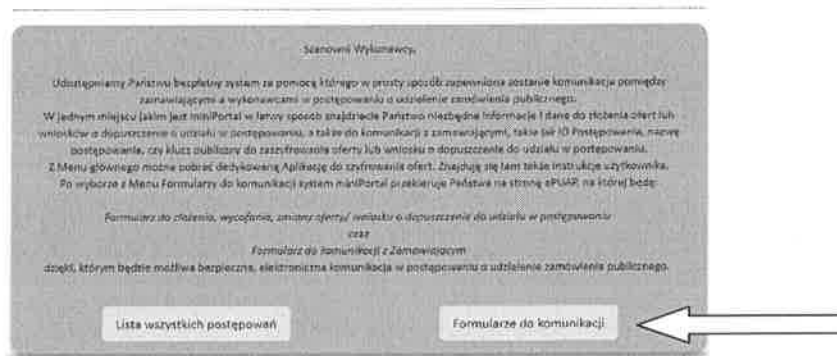 Szanowni Wykonawcy,
Udostępniamy Państwu bezpłatny system za pomocą którego w prosty sposób zapewniona zostanie komunikacja pomiędzy
zamawiającymi a wykonawcami w postępowaniu o udzielenie zamówienia publicznego.
W jednym miejscu jakim jest miniPortal w łatwy sposób znajdziecie Państwo niezbędne informacje i dane do złożenia ofert lub
wniosków o dopuszczenie o udziału w postępowaniu, a także do komunikacji z zamawiającymi, takie jak ID Postępowania, nazwę
postępowania, czy klucz publiczny do zaszyfrowania oferty lub wniosku o dopuszczenie do udziału w postępowaniu.
Z Menu głównego można pobrać dedykowaną Aplikację do szyfrowania ofert. Znajdują się tam także instrukcje użytkownika.
Po wyborze z Menu Formularzy do komunikacji system miniPortal przekieruje Państwa na stronę ePUAP, na której będą:
Formularz do złożenia, wycofania, zmiany oferty/ wniosku o dopuszczenie do udziału w postępowaniu
oraz
Formularz do komunikacji z Zamawiającym
dzięki, którym będzie możliwa bezpieczna, elektroniczna komunikacja w postępowaniu o udzielenie zamówienia publicznego.
Lista wszystkich postępowań
Formularze do komunikacji